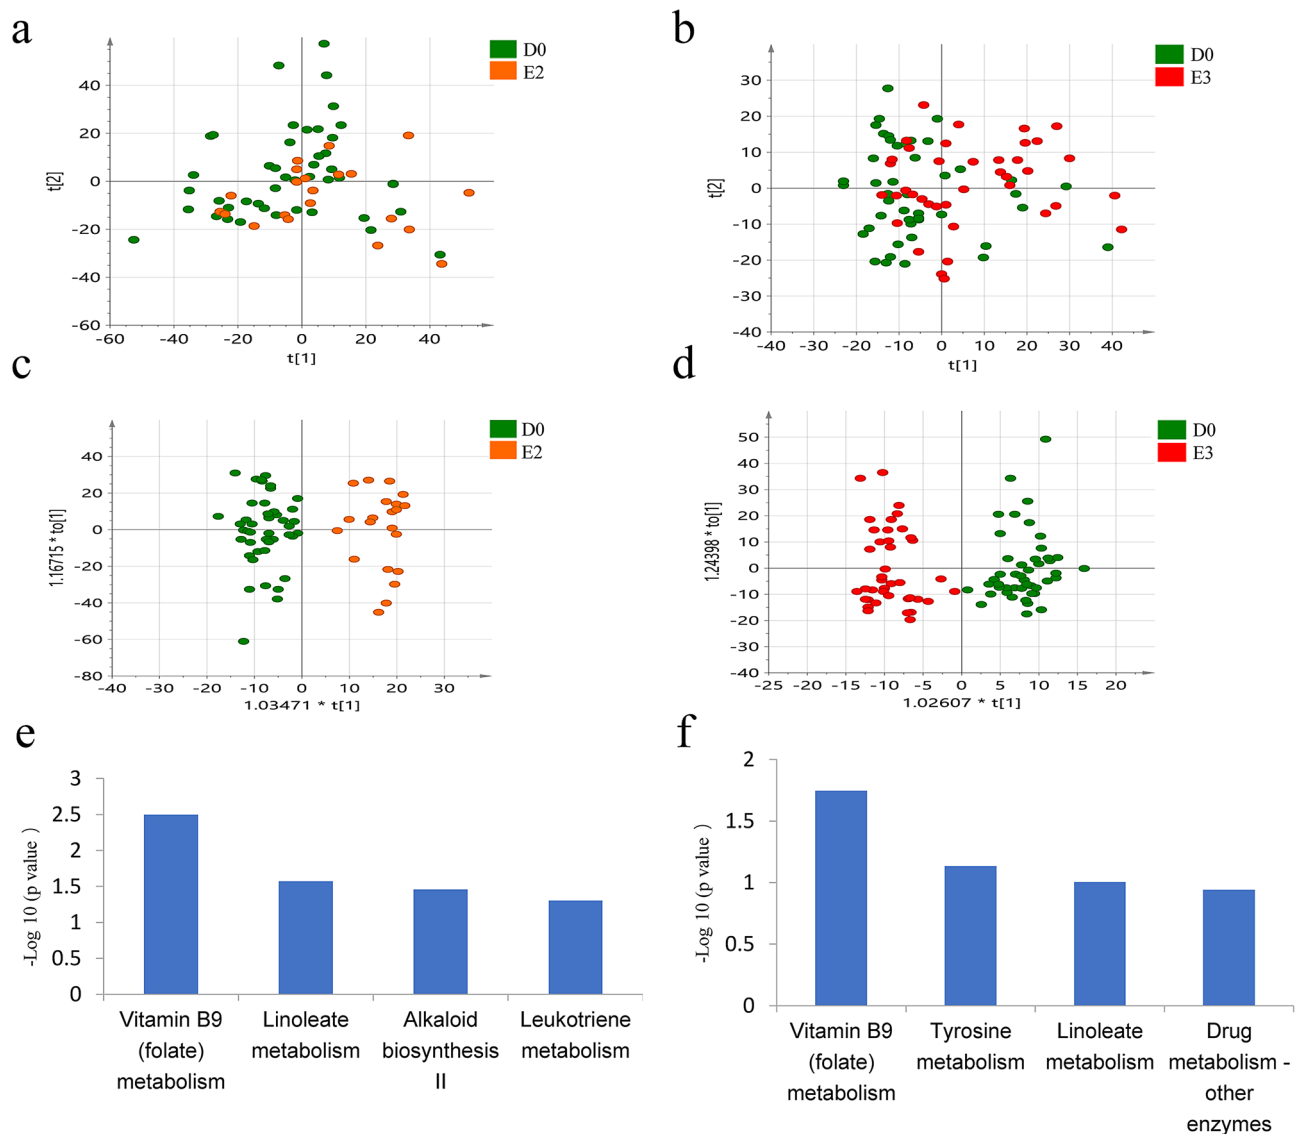 a
D0
E2
t[2]
40
20
0
-20
-40
-60
-60 -40 -20 0 20 40
t[1]
b
D0
E3
t[2]
30
20
10
0
-10
-20
-30
-40
-40 -30 -20 -10 0 10 20 30 40
t[1]
c
D0
E2
1.16715 * to[1]
40
20
0
-20
-40
-60
-80
-40 -30 -20 -10 0 10 20 30
1.03471 * t[1]
d
D0
E3
1.24398 * to[1]
50
40
30
20
10
0
-10
-20
-30
-40
-25 -20 -15 -10 -5 0 5 10 15 20
1.02607 * t[1]
e
-Log 10 (p value )
3
2.5
2
1.5
1
0.5
0
Vitamin B9
(folate)
metabolism
Linoleate
metabolism
Alkaloid
biosynthesis
II
Leukotriene
metabolism
f
-Log 10 (p value )
2
1.5
1
0.5
0
Vitamin B9
(folate)
metabolism
Tyrosine
metabolism
Linoleate
metabolism
Drug
metabolism -
other
enzymes